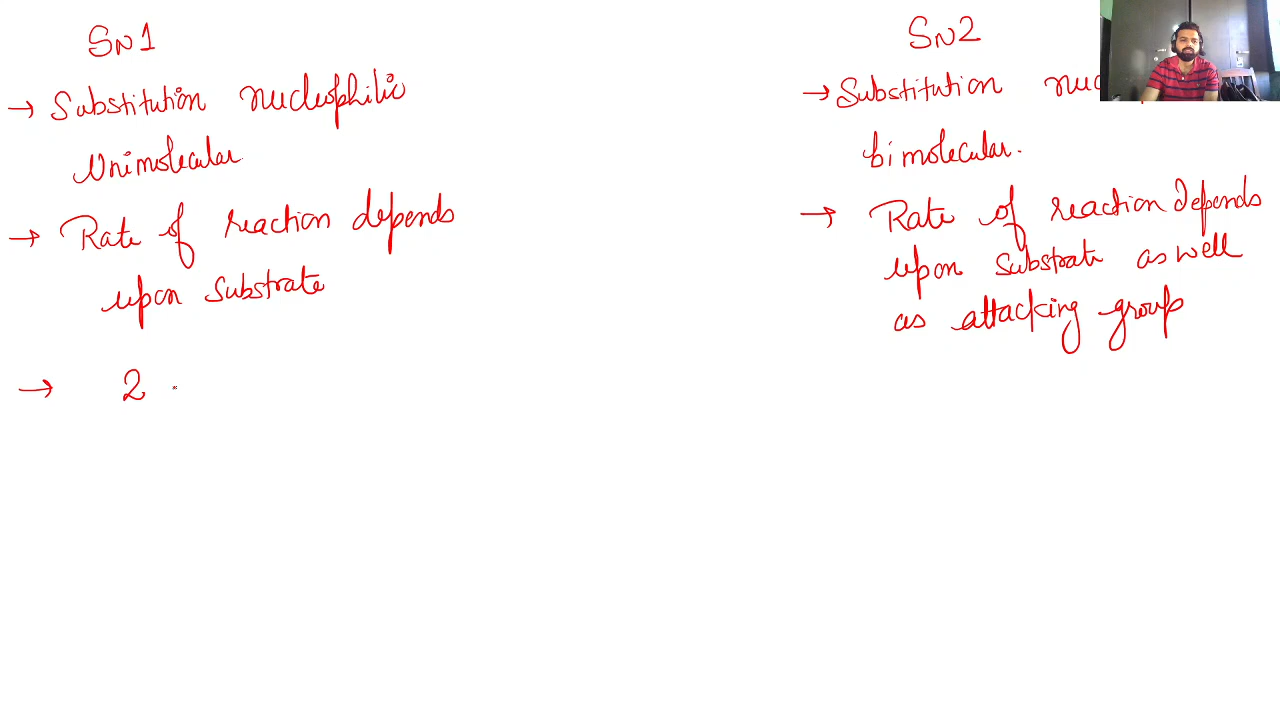 SN1
→ Substitution nucleophilic
Unimolecular
→ Rate of reaction depends
upon substrate
→ 2
SN2
→ Substitution nuc
bimolecular.
→ Rate of reaction depends
upon substrate as well
as attacking group